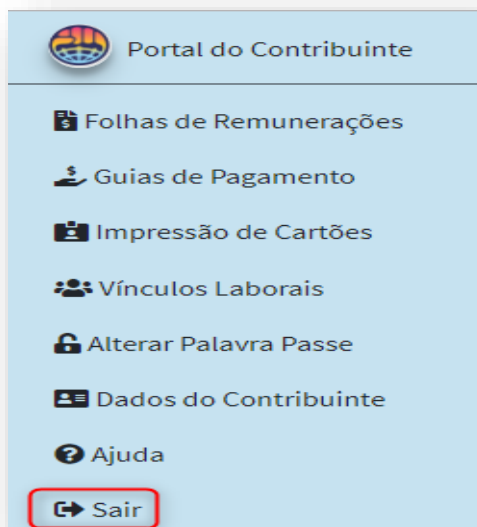 Portal do Contribuinte
Folhas de Remunerações
Guias de Pagamento
Impressão de Cartões
Vínculos Laborais
Alterar Palavra Passe
Dados do Contribuinte
Ajuda
Sair